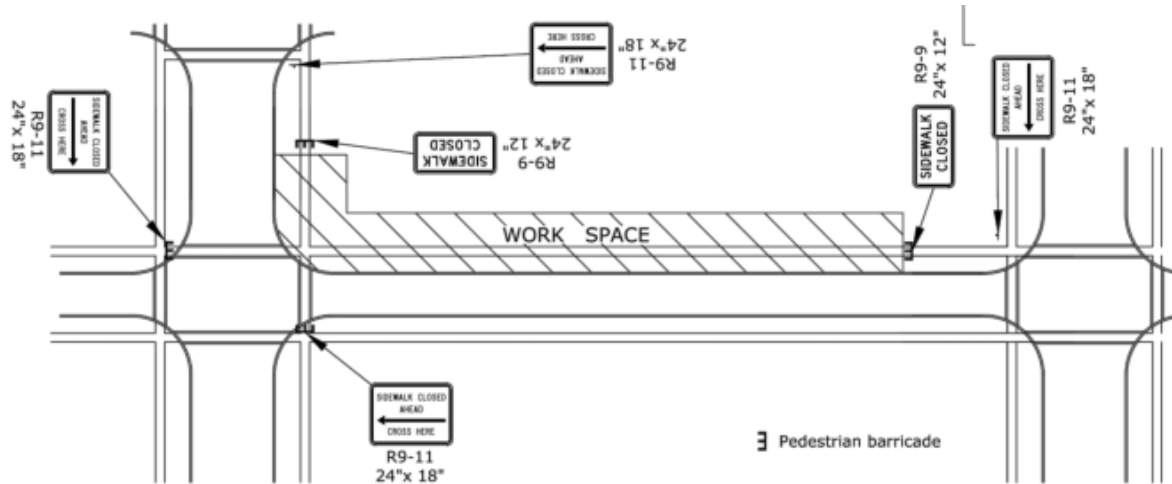 SIDEWALK CLOSED
AHEAD
CROSS HERE
R9-11
24"x 18"
SIDEWALK CLOSED
AHEAD
CROSS HERE
R9-11
24"x 18"
SIDEWALK
CLOSED
R9-9
24"x 12"
WORK SPACE
R9-9
24"x 12"
SIDEWALK
CLOSED
SIDEWALK CLOSED
AHEAD
CROSS HERE
R9-11
24"x 18"
SIDEWALK CLOSED
AHEAD
CROSS HERE
R9-11
24"x 18"
Pedestrian barricade